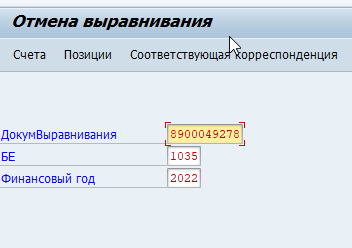 Отмена выравнивания
Счета Позиции Соответствующая корреспонденция
ДокумВыравнивания 8900049278
БЕ 1035
Финансовый год 2022